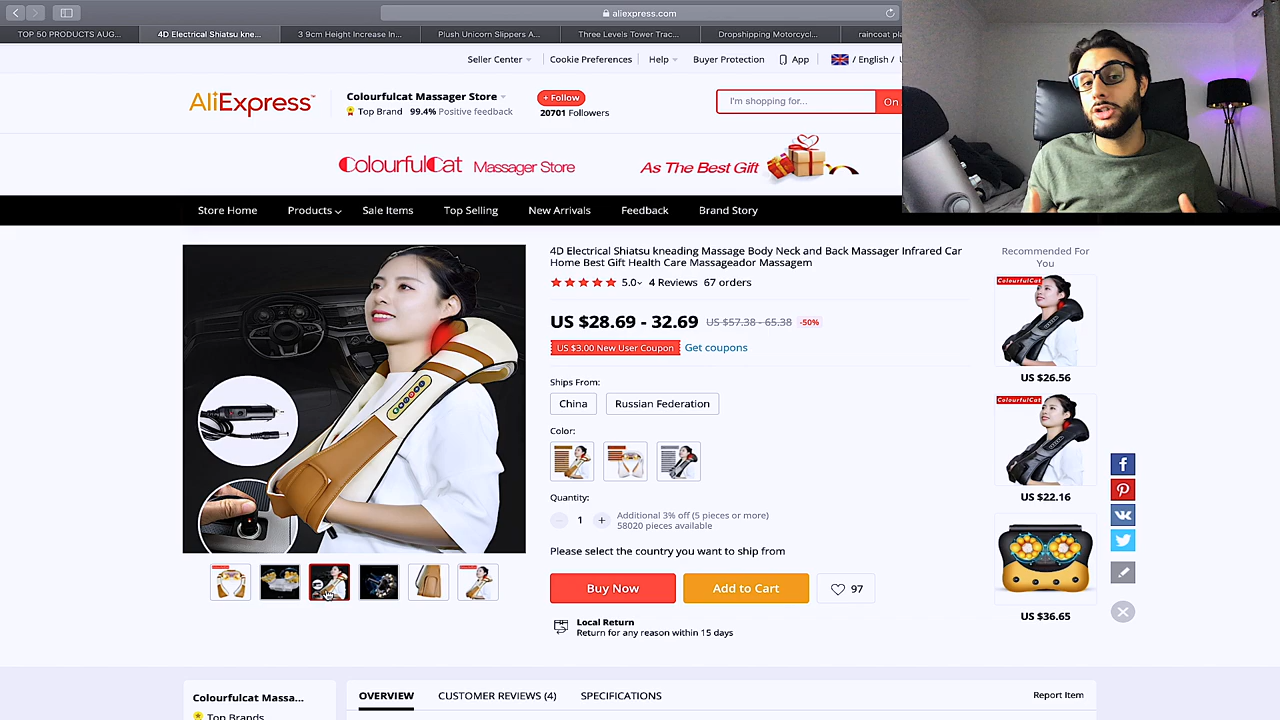 aliexpress.com
TOP 50 PRODUCTS AUG...
4D Electrical Shiatsu kne...
3 9cm Height Increase In...
Plush Unicorn Slippers A...
Three Levels Tower Trac...
Dropshipping Motorcycl...
raincoat pla
Seller Center
Cookie Preferences
Help
Buyer Protection
App
/ English /
AliExpress
Colourfulcat Massager Store
Top Brand 99.4% Positive feedback
+ Follow
20701 Followers
I'm shopping for...
On
ColourfulCat Massager Store
As The Best Gift
Store Home
Products
Sale Items
Top Selling
New Arrivals
Feedback
Brand Story
4D Electrical Shiatsu kneading Massage Body Neck and Back Massager Infrared Car
Home Best Gift Health Care Massageador Massagem
5.0 4 Reviews 67 orders
US $28.69 - 32.69 US $57.38 - 65.38 -50%
US $3.00 New User Coupon Get coupons
Ships From:
China
Russian Federation
Color:
Quantity:
1
Additional 3% off (5 pieces or more)
58020 pieces available
Please select the country you want to ship from
Buy Now
Add to Cart
97
Local Return
Return for any reason within 15 days
Recommended For
You
ColourfulCat
US $26.56
ColourfulCat
US $22.16
US $36.65
Colourfulcat Massa...
Top Brands
OVERVIEW
CUSTOMER REVIEWS (4)
SPECIFICATIONS
Report Item